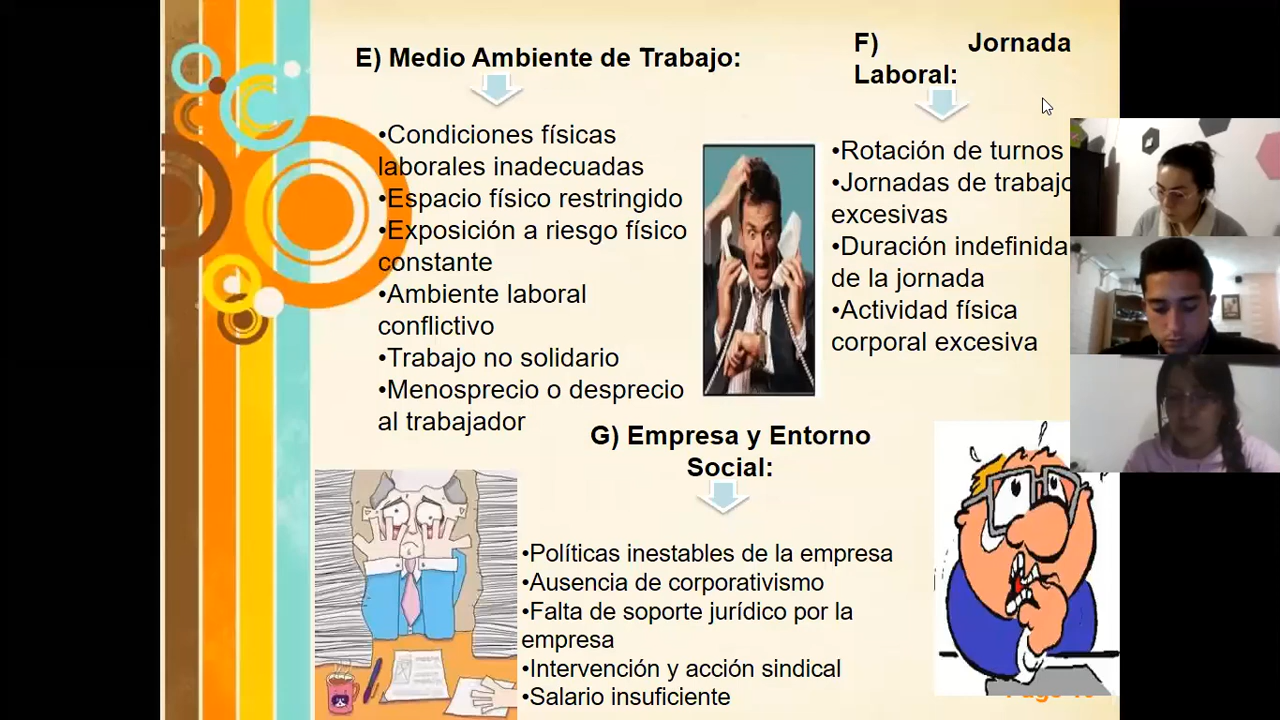 E) Medio Ambiente de Trabajo:
•Condiciones físicas
laborales inadecuadas
•Espacio físico restringido
•Exposición a riesgo físico
constante
•Ambiente laboral
conflictivo
•Trabajo no solidario
•Menosprecio o desprecio
al trabajador
F) Jornada
Laboral:
•Rotación de turnos
•Jornadas de trabajo
excesivas
•Duración indefinida
de la jornada
•Actividad física
corporal excesiva
G) Empresa y Entorno
Social:
•Políticas inestables de la empresa
•Ausencia de corporativismo
•Falta de soporte jurídico por la
empresa
•Intervención y acción sindical
•Salario insuficiente